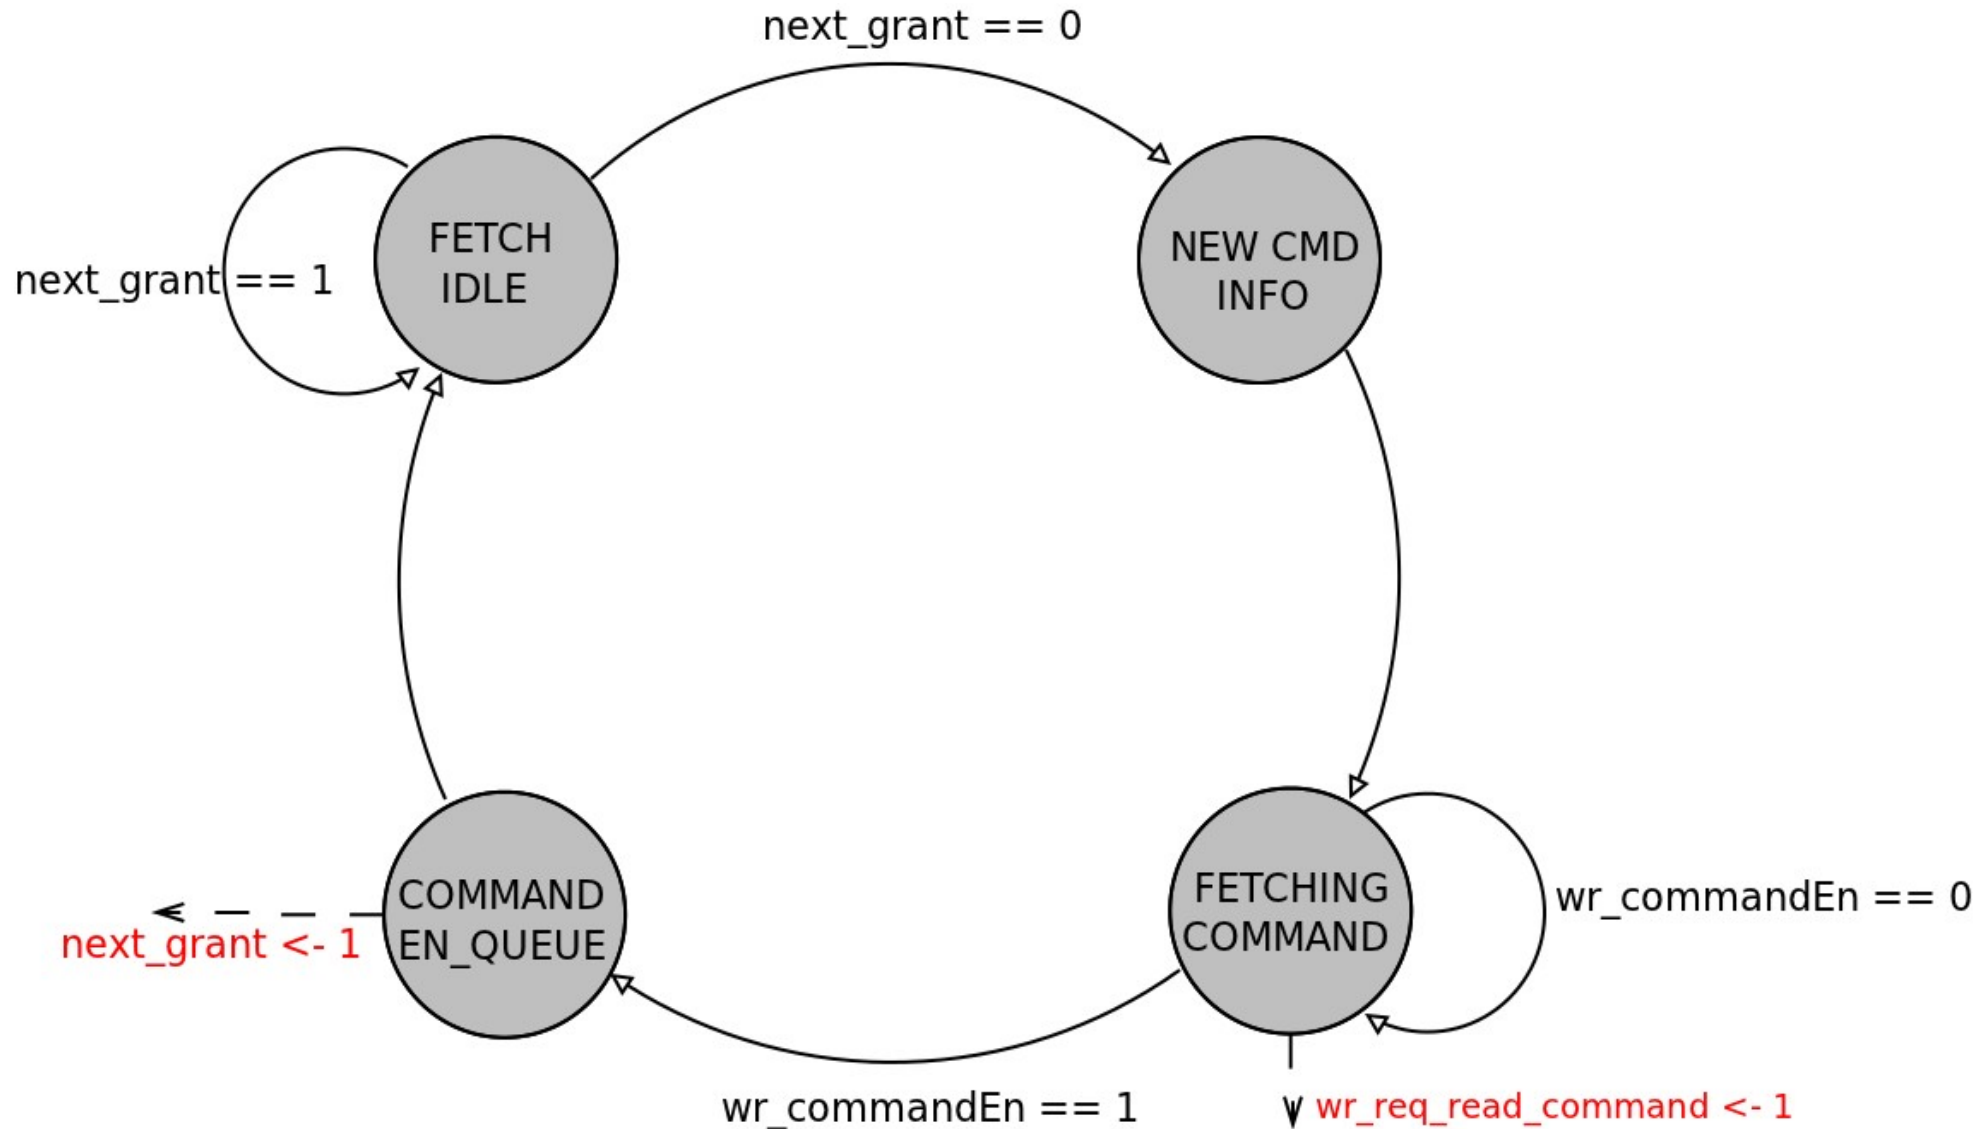 next_grant == 0
FETCH
IDLE
NEW CMD
INFO
next_grant == 1
COMMAND
EN_QUEUE
FETCHING
COMMAND
wr_commandEn == 0
next_grant <- 1
wr_commandEn == 1
wr_req_read_command <- 1